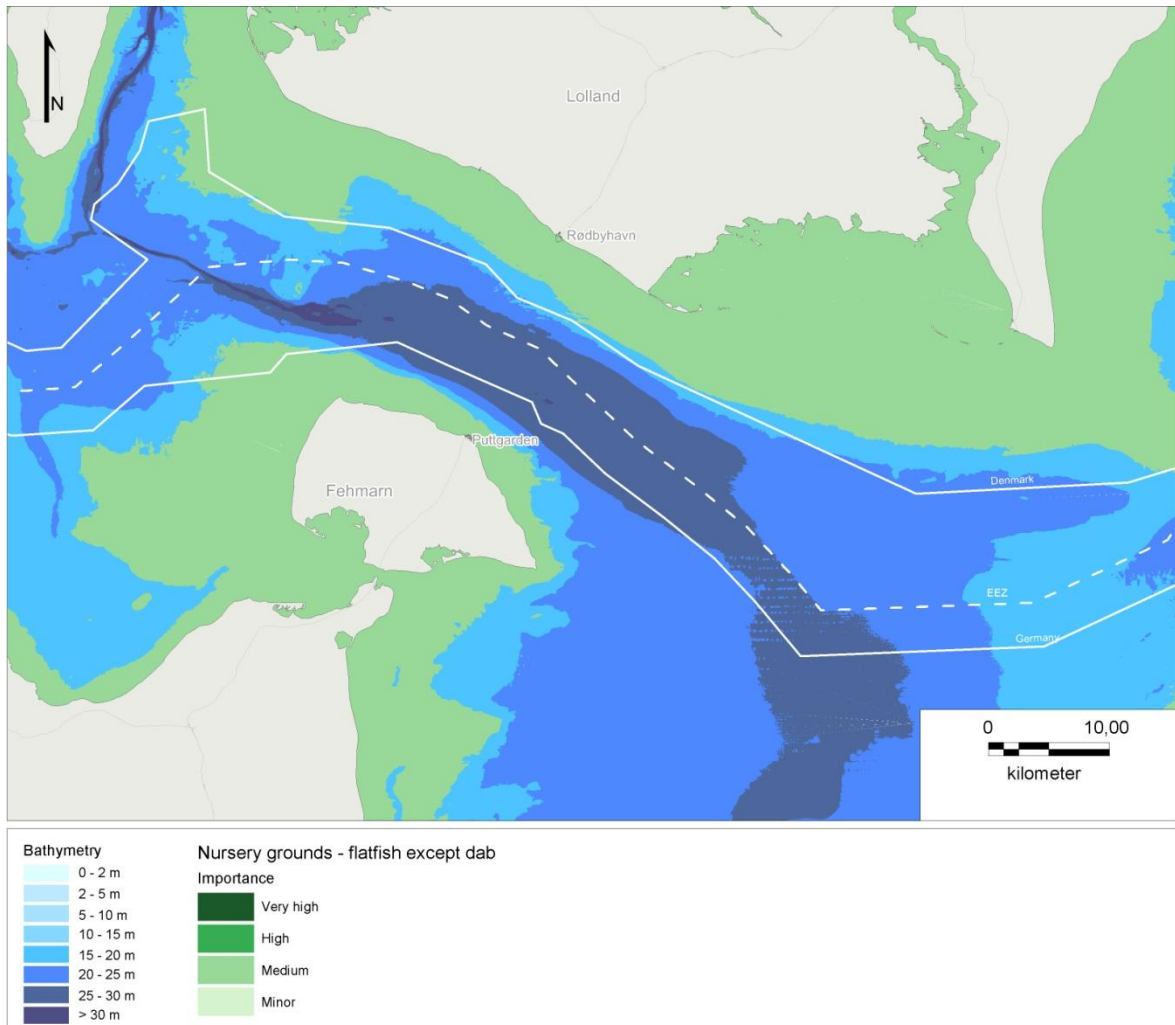 N
Lolland
Rødbyhavn
Puttgarden
Fehmarn
Denmark
EEZ
Germany
0 10,00
kilometer
Bathymetry
0 - 2 m
2 - 5 m
5 - 10 m
10 - 15 m
15 - 20 m
20 - 25 m
25 - 30 m
> 30 m
Nursery grounds - flatfish except dab
Importance
Very high
High
Medium
Minor